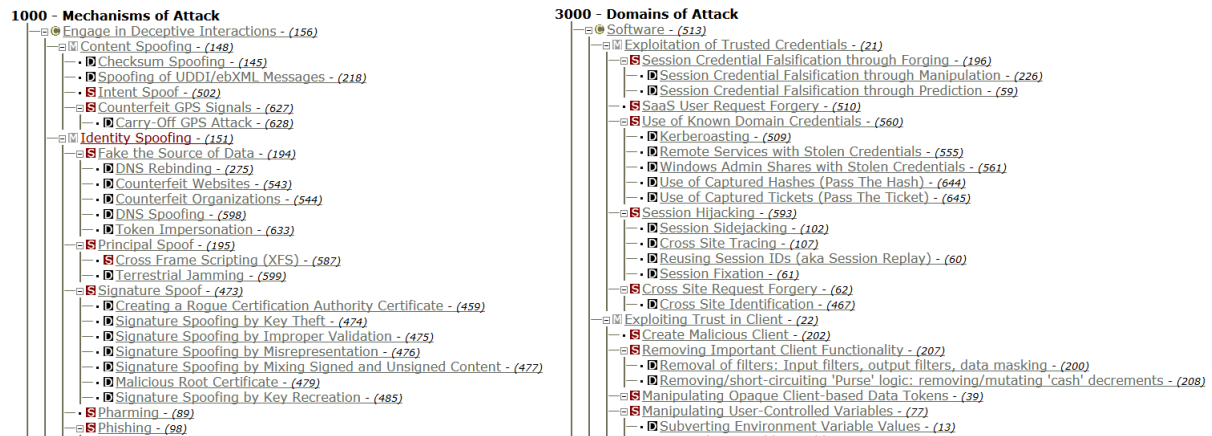 1000 - Mechanisms of Attack
C Engage in Deceptive Interactions - (156)
M Content Spoofing - (148)
D Checksum Spoofing - (145)
D Spoofing of UDDI/ebXML Messages - (218)
S Intent Spoof - (502)
S Counterfeit GPS Signals - (627)
D Carry-Off GPS Attack - (628)
M Identity Spoofing - (151)
S Fake the Source of Data - (194)
D DNS Rebinding - (275)
D Counterfeit Websites - (543)
D Counterfeit Organizations - (544)
D DNS Spoofing - (598)
D Token Impersonation - (633)
S Principal Spoof - (195)
S Cross Frame Scripting (XFS) - (587)
D Terrestrial Jamming - (599)
S Signature Spoof - (473)
D Creating a Rogue Certification Authority Certificate - (459)
D Signature Spoofing by Key Theft - (474)
D Signature Spoofing by Improper Validation - (475)
D Signature Spoofing by Misrepresentation - (476)
D Signature Spoofing by Mixing Signed and Unsigned Content - (477)
D Malicious Root Certificate - (479)
D Signature Spoofing by Key Recreation - (485)
S Pharming - (89)
S Phishing - (98)
3000 - Domains of Attack
C Software - (513)
M Exploitation of Trusted Credentials - (21)
S Session Credential Falsification through Forging - (196)
D Session Credential Falsification through Manipulation - (226)
D Session Credential Falsification through Prediction - (59)
S SaaS User Request Forgery - (510)
S Use of Known Domain Credentials - (560)
D Kerberoasting - (509)
D Remote Services with Stolen Credentials - (555)
D Windows Admin Shares with Stolen Credentials - (561)
D Use of Captured Hashes (Pass The Hash) - (644)
D Use of Captured Tickets (Pass The Ticket) - (645)
S Session Hijacking - (593)
D Session Sidejacking - (102)
D Cross Site Tracing - (107)
D Reusing Session IDs (aka Session Replay) - (60)
D Session Fixation - (61)
S Cross Site Request Forgery - (62)
D Cross Site Identification - (467)
M Exploiting Trust in Client - (22)
S Create Malicious Client - (202)
S Removing Important Client Functionality - (207)
D Removal of filters: Input filters, output filters, data masking - (200)
D Removing/short-circuiting 'Purse' logic: removing/mutating 'cash' decrements - (208)
S Manipulating Opaque Client-based Data Tokens - (39)
S Manipulating User-Controlled Variables - (77)
D Subverting Environment Variable Values - (13)